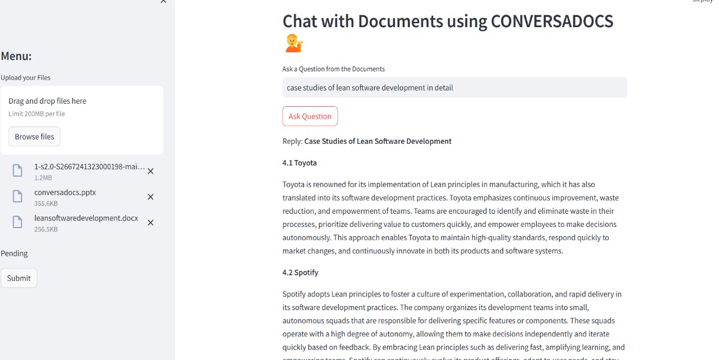 Menu:
Upload your Files
Drag and drop files here
Limit 200MB per file
Browse files
1-s2.0-S2667241323000198-mai...
1.2MB
conversadocs.pptx
355.6KB
leansoftwaredevelopment.docx
256.5KB
Pending
Submit
Chat with Documents using CONVERSADOCS
Ask a Question from the Documents
case studies of lean software development in detail
Ask Question
Reply: Case Studies of Lean Software Development
4.1 Toyota
Toyota is renowned for its implementation of Lean principles in manufacturing, which it has also
translated into its software development practices. Toyota emphasizes continuous improvement, waste
reduction, and empowerment of teams. Teams are encouraged to identify and eliminate waste in their
processes, prioritize delivering value to customers quickly, and empower employees to make decisions
autonomously. This approach enables Toyota to maintain high-quality standards, respond quickly to
market changes, and continuously innovate in both its products and software systems.
4.2 Spotify
Spotify adopts Lean principles to foster a culture of experimentation, collaboration, and rapid delivery in
its software development practices. The company organizes its development teams into small,
autonomous squads that are responsible for delivering specific features or components. These squads
operate with a high degree of autonomy, allowing them to make decisions independently and iterate
quickly based on feedback. By embracing Lean principles such as delivering fast, amplifying learning, and